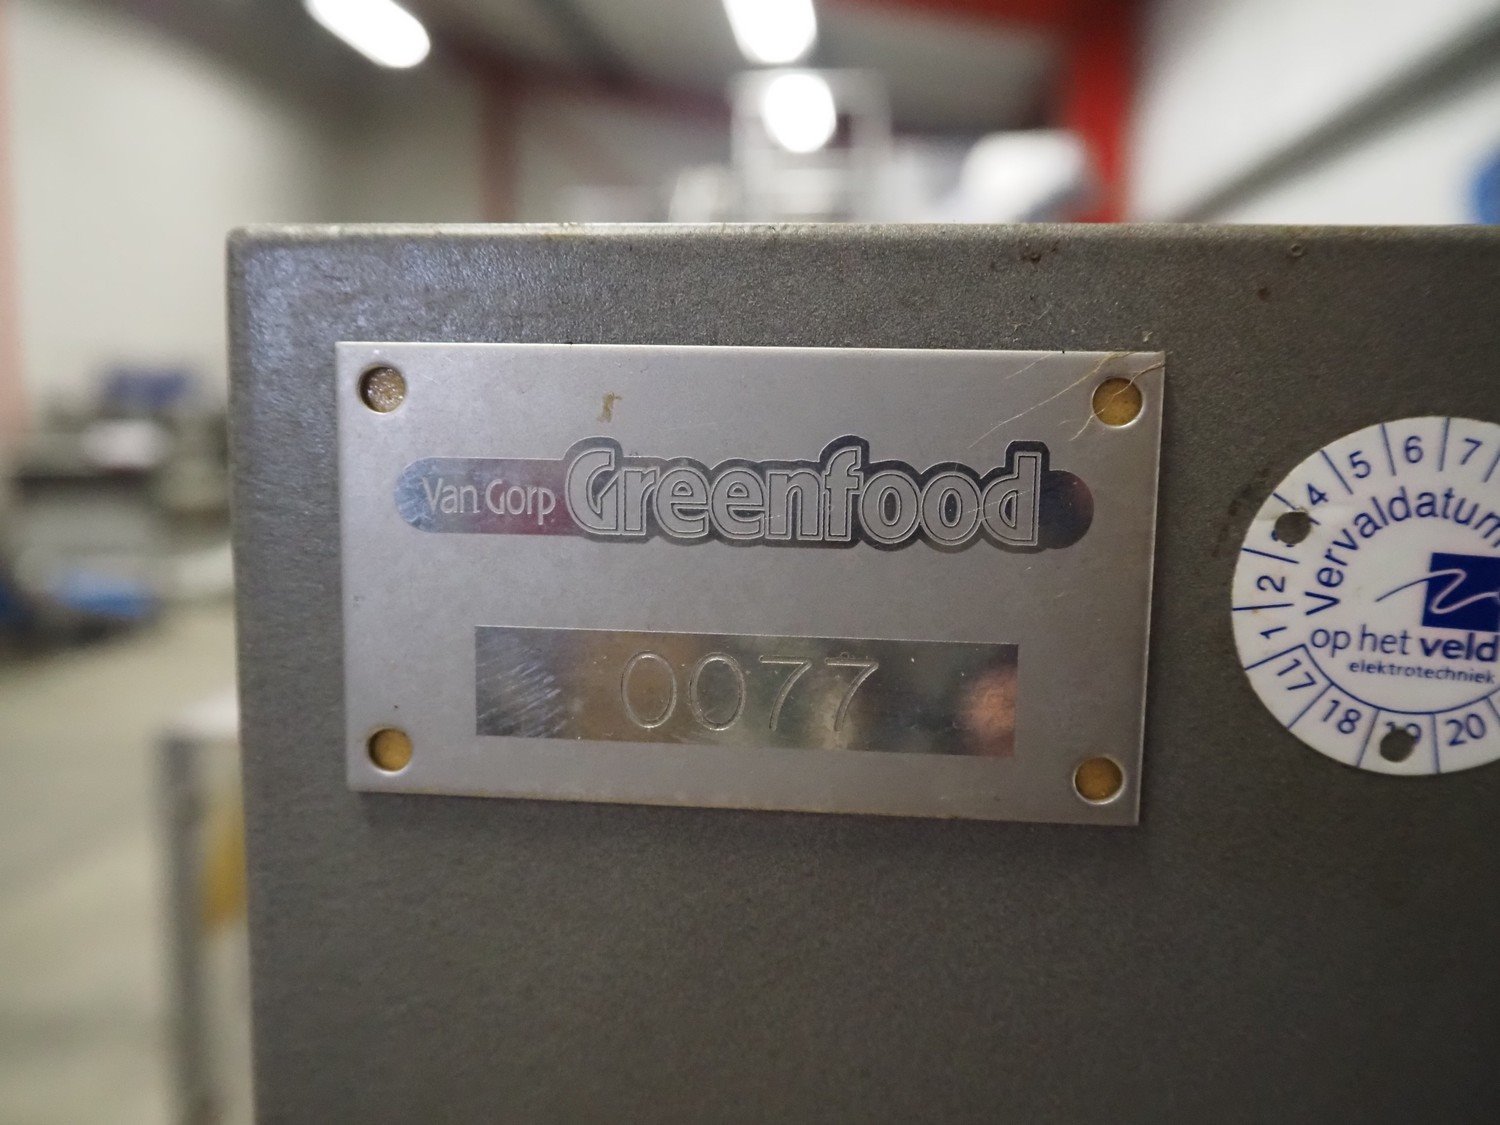 Van Gorp Greenfood
0077
1 2 3 4 5 6 7
Vervaldatum
op het veld
elektrotechniek
17 18 19 20